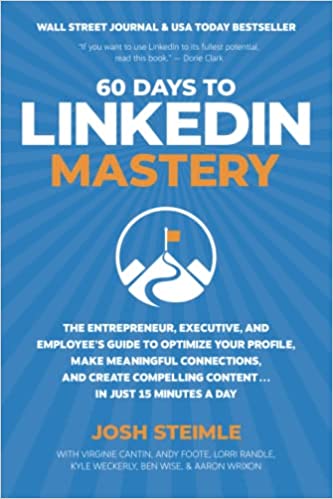 WALL STREET JOURNAL & USA TODAY BESTSELLER
"If you want to use LinkedIn to its fullest potential,
read this book." — Dorie Clark
60 DAYS TO
LINKEDIN
MASTERY
THE ENTREPRENEUR, EXECUTIVE, AND
EMPLOYEE'S GUIDE TO OPTIMIZE YOUR PROFILE,
MAKE MEANINGFUL CONNECTIONS,
AND CREATE COMPELLING CONTENT...
IN JUST 15 MINUTES A DAY
JOSH STEIMLE
WITH VIRGINIE CANTIN, ANDY FOOTE, LORRI RANDLE,
KYLE WECKERLY, BEN WISE, & AARON WRIXON